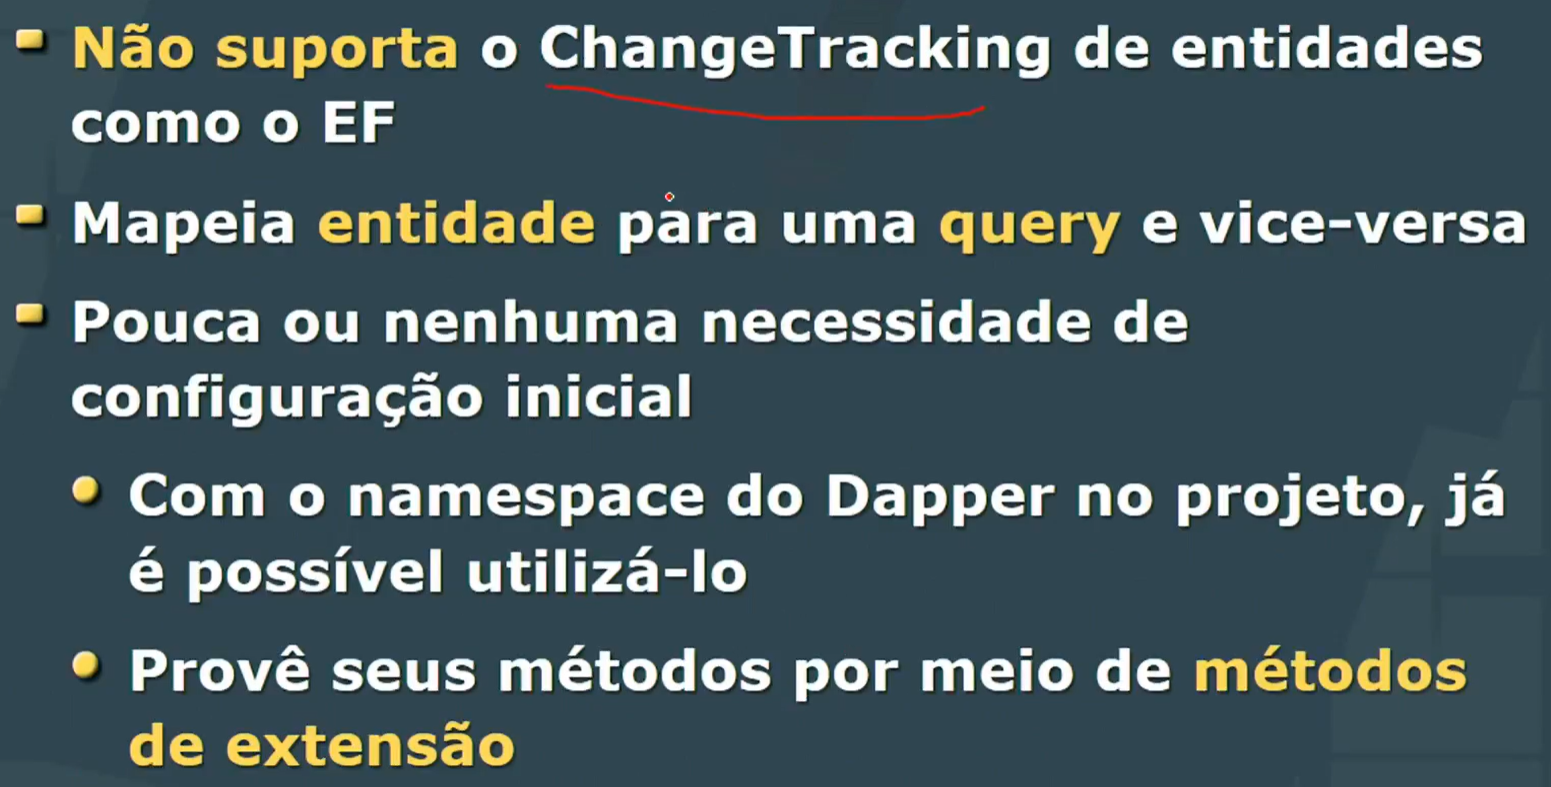 Não suporta o ChangeTracking de entidades
como o EF
Mapeia entidade para uma query e vice-versa
Pouca ou nenhuma necessidade de
configuração inicial
Com o namespace do Dapper no projeto, já
é possível utilizá-lo
Provê seus métodos por meio de métodos
de extensão